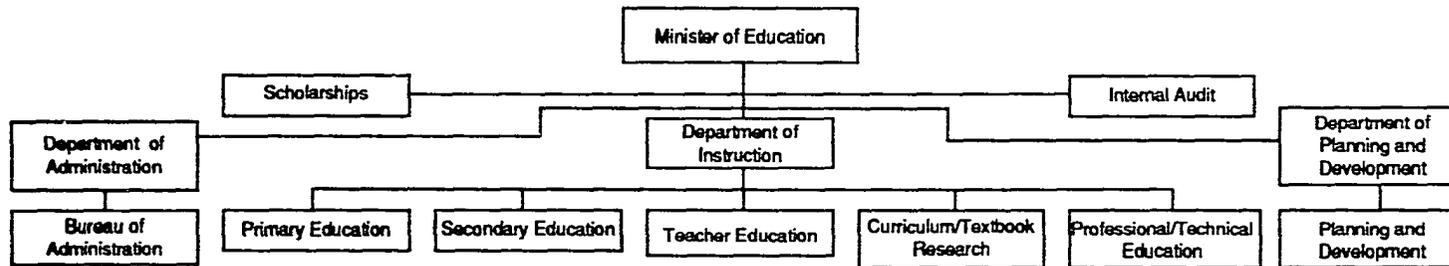 Minister of Education
Scholarships
Internal Audit
Department of
Administration
Department of
Instruction
Department of
Planning and
Development
Bureau of
Administration
Primary Education
Secondary Education
Teacher Education
Curriculum/Textbook
Research
Professional/Technical
Education
Planning and
Development